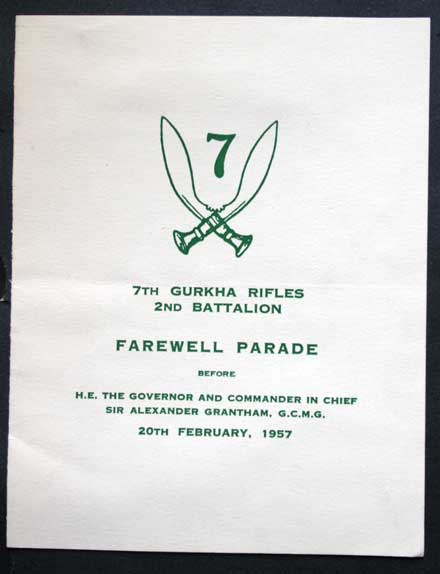 7
7TH GURKHA RIFLES
2ND BATTALION
FAREWELL PARADE
BEFORE
H.E. THE GOVERNOR AND COMMANDER IN CHIEF
SIR ALEXANDER GRANTHAM, G.C.M.G.
20TH FEBRUARY, 1957